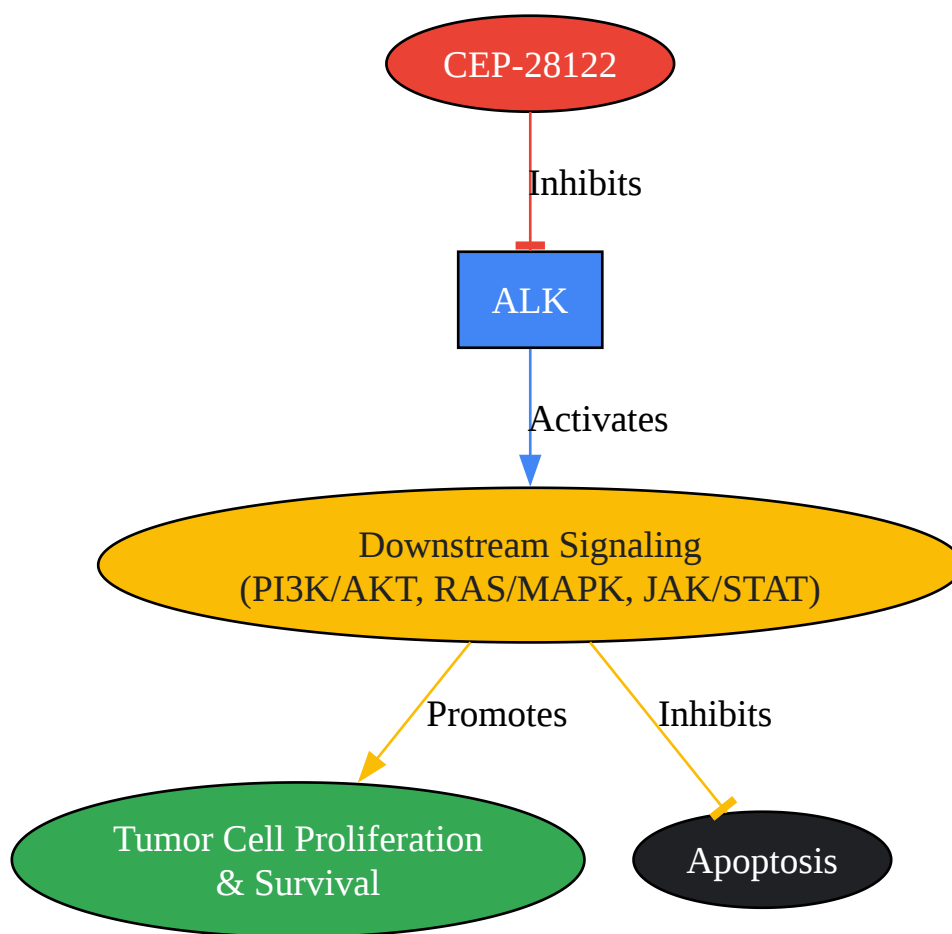 CEP-28122
Inhibits
ALK
Activates
Downstream Signaling
(PI3K/AKT, RAS/MAPK, JAK/STAT)
Promotes
Inhibits
Tumor Cell Proliferation
& Survival
Apoptosis